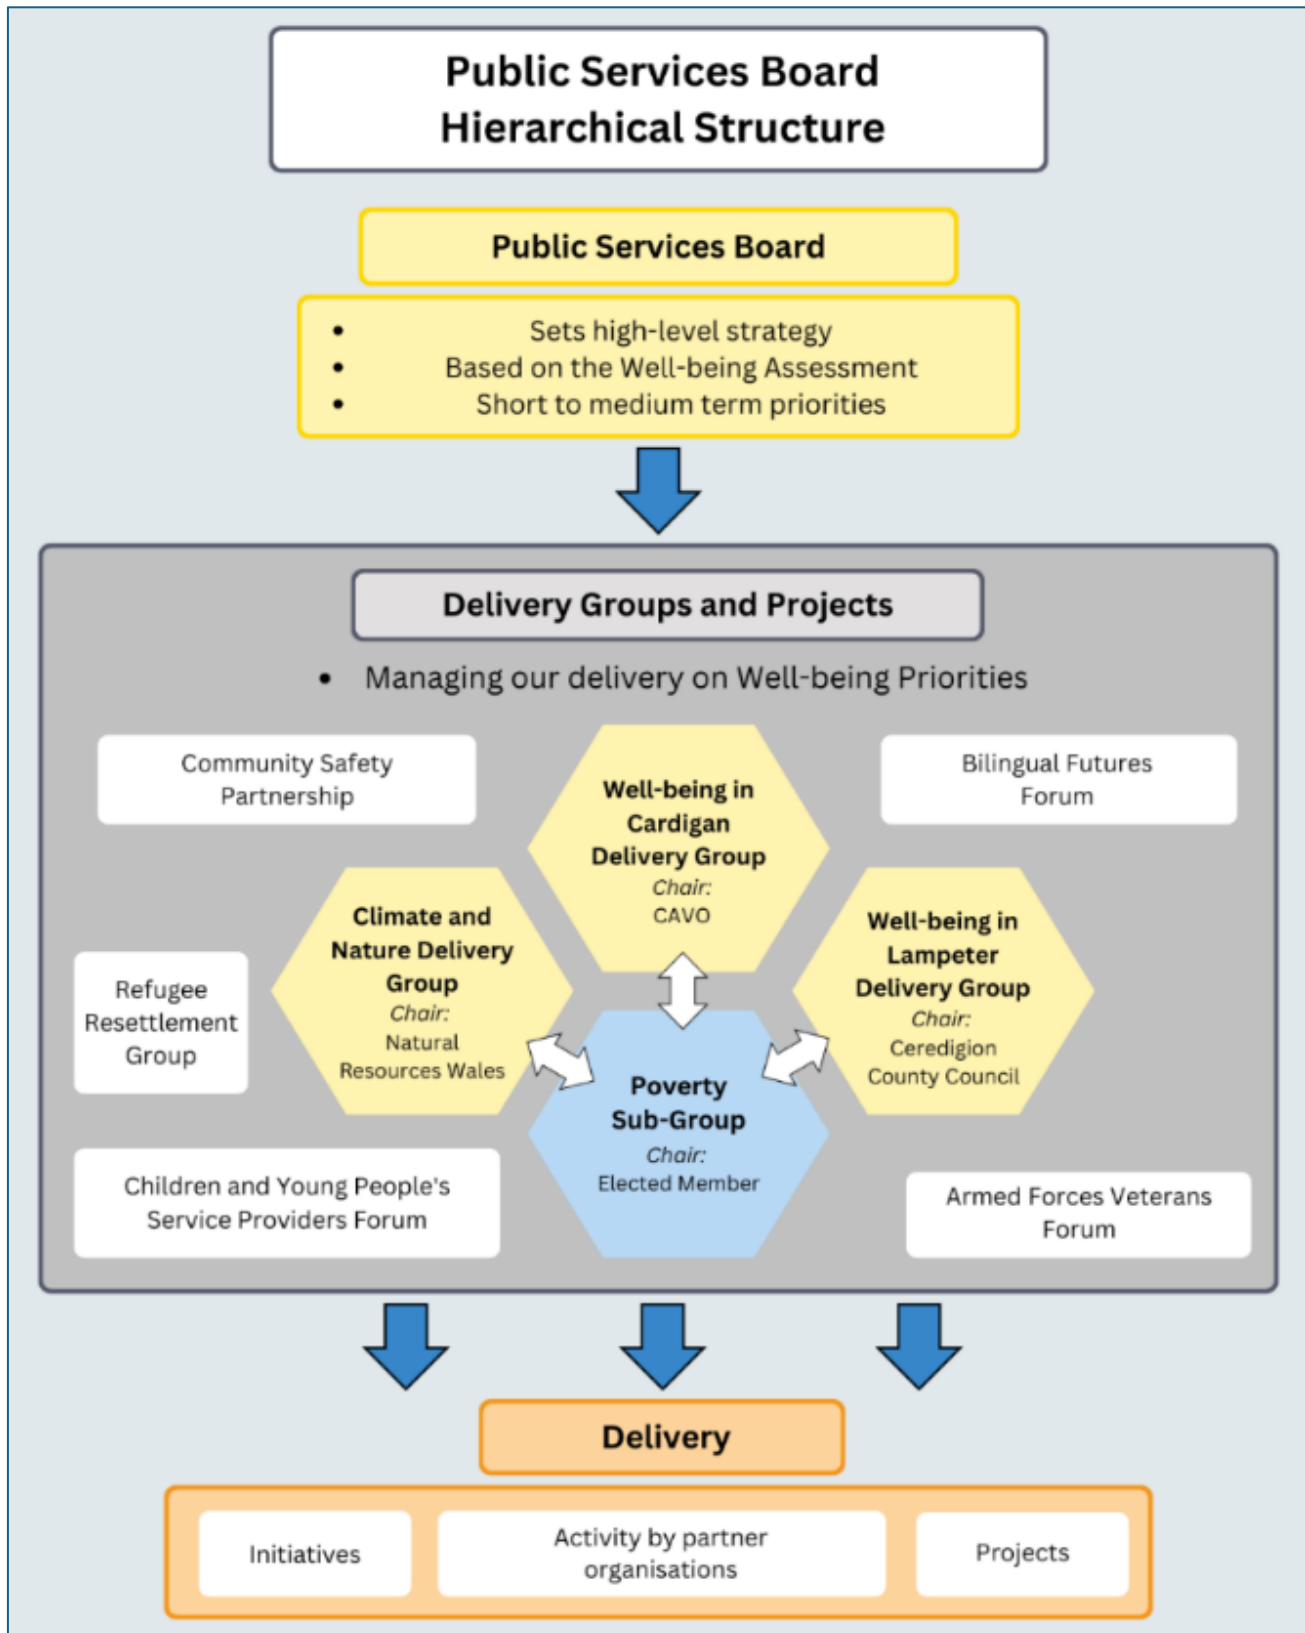 Public Services Board
Hierarchical Structure
Public Services Board
• Sets high-level strategy
• Based on the Well-being Assessment
• Short to medium term priorities
Delivery Groups and Projects
• Managing our delivery on Well-being Priorities
Community Safety
Partnership
Well-being in
Cardigan
Delivery Group
Chair:
CAVO
Bilingual Futures
Forum
Climate and
Nature Delivery
Group
Chair:
Natural
Resources Wales
Well-being in
Lampeter
Delivery Group
Chair:
Ceredigion
County Council
Refugee
Resettlement
Group
Poverty
Sub-Group
Chair:
Elected Member
Children and Young People's
Service Providers Forum
Armed Forces Veterans
Forum
Delivery
Initiatives
Activity by partner
organisations
Projects